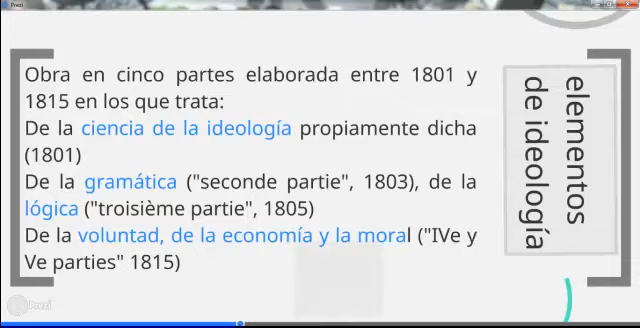 Prezi
Obra en cinco partes elaborada entre 1801 y
1815 en los que trata:
De la ciencia de la ideología propiamente dicha
(1801)
De la gramática ("seconde partie", 1803), de la
lógica ("troisième partie", 1805)
De la voluntad, de la economía y la moral ("IVe y
Ve parties" 1815)
elementos
de ideología
Prezi